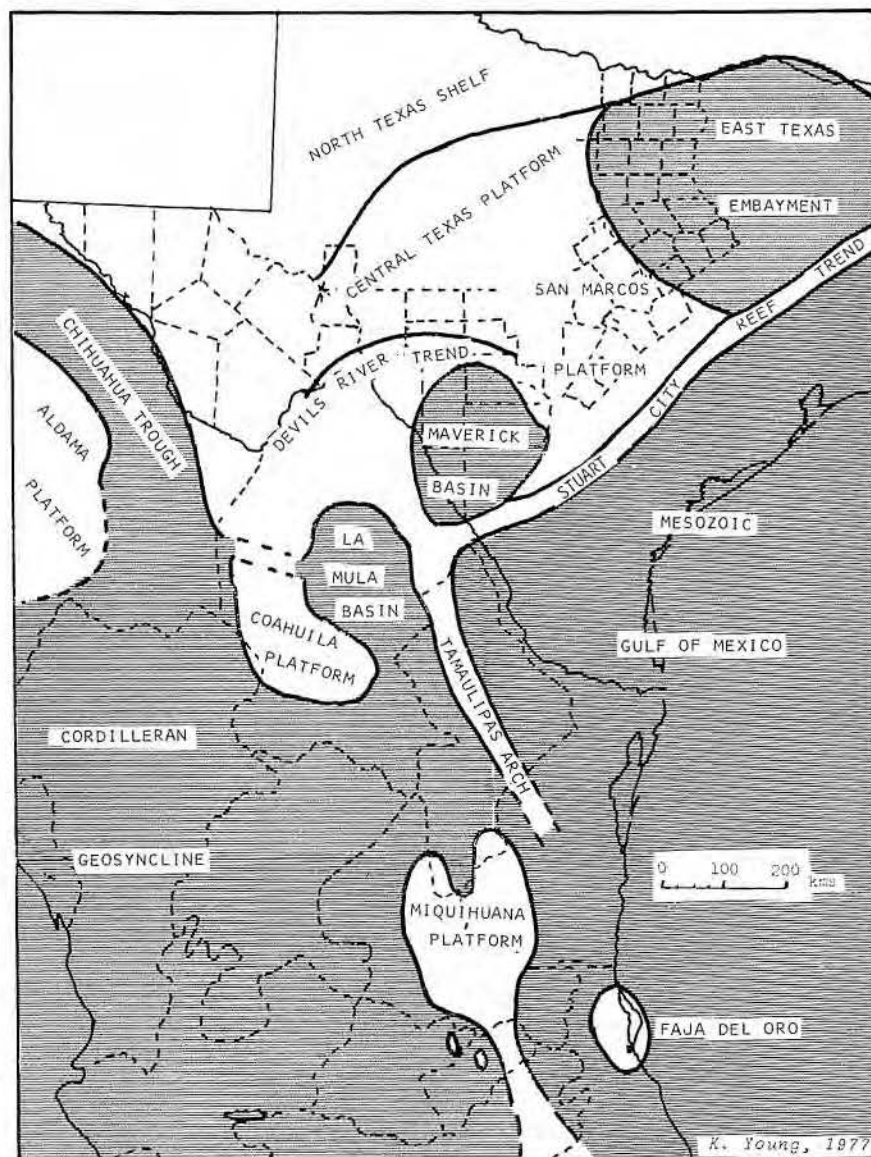 NORTH TEXAS SHELF
EAST TEXAS
EMBAYMENT
CENTRAL TEXAS PLATFORM
SAN MARCOS
PLATFORM
STUART CITY REEF TREND
CHIHUAHUA TROUGH
DEVILS RIVER TREND
ALDAMA
PLATFORM
MAVERICK
BASIN
MESOZOIC
GULF OF MEXICO
LA
MULA
BASIN
COAHUILA
PLATFORM
TAMAULIPAS ARCH
CORDILLERAN
GEOSYNCLINE
0 100 200
kms
MIQUIHUANA
PLATFORM
FAJA DEL ORO
K. Young, 1977